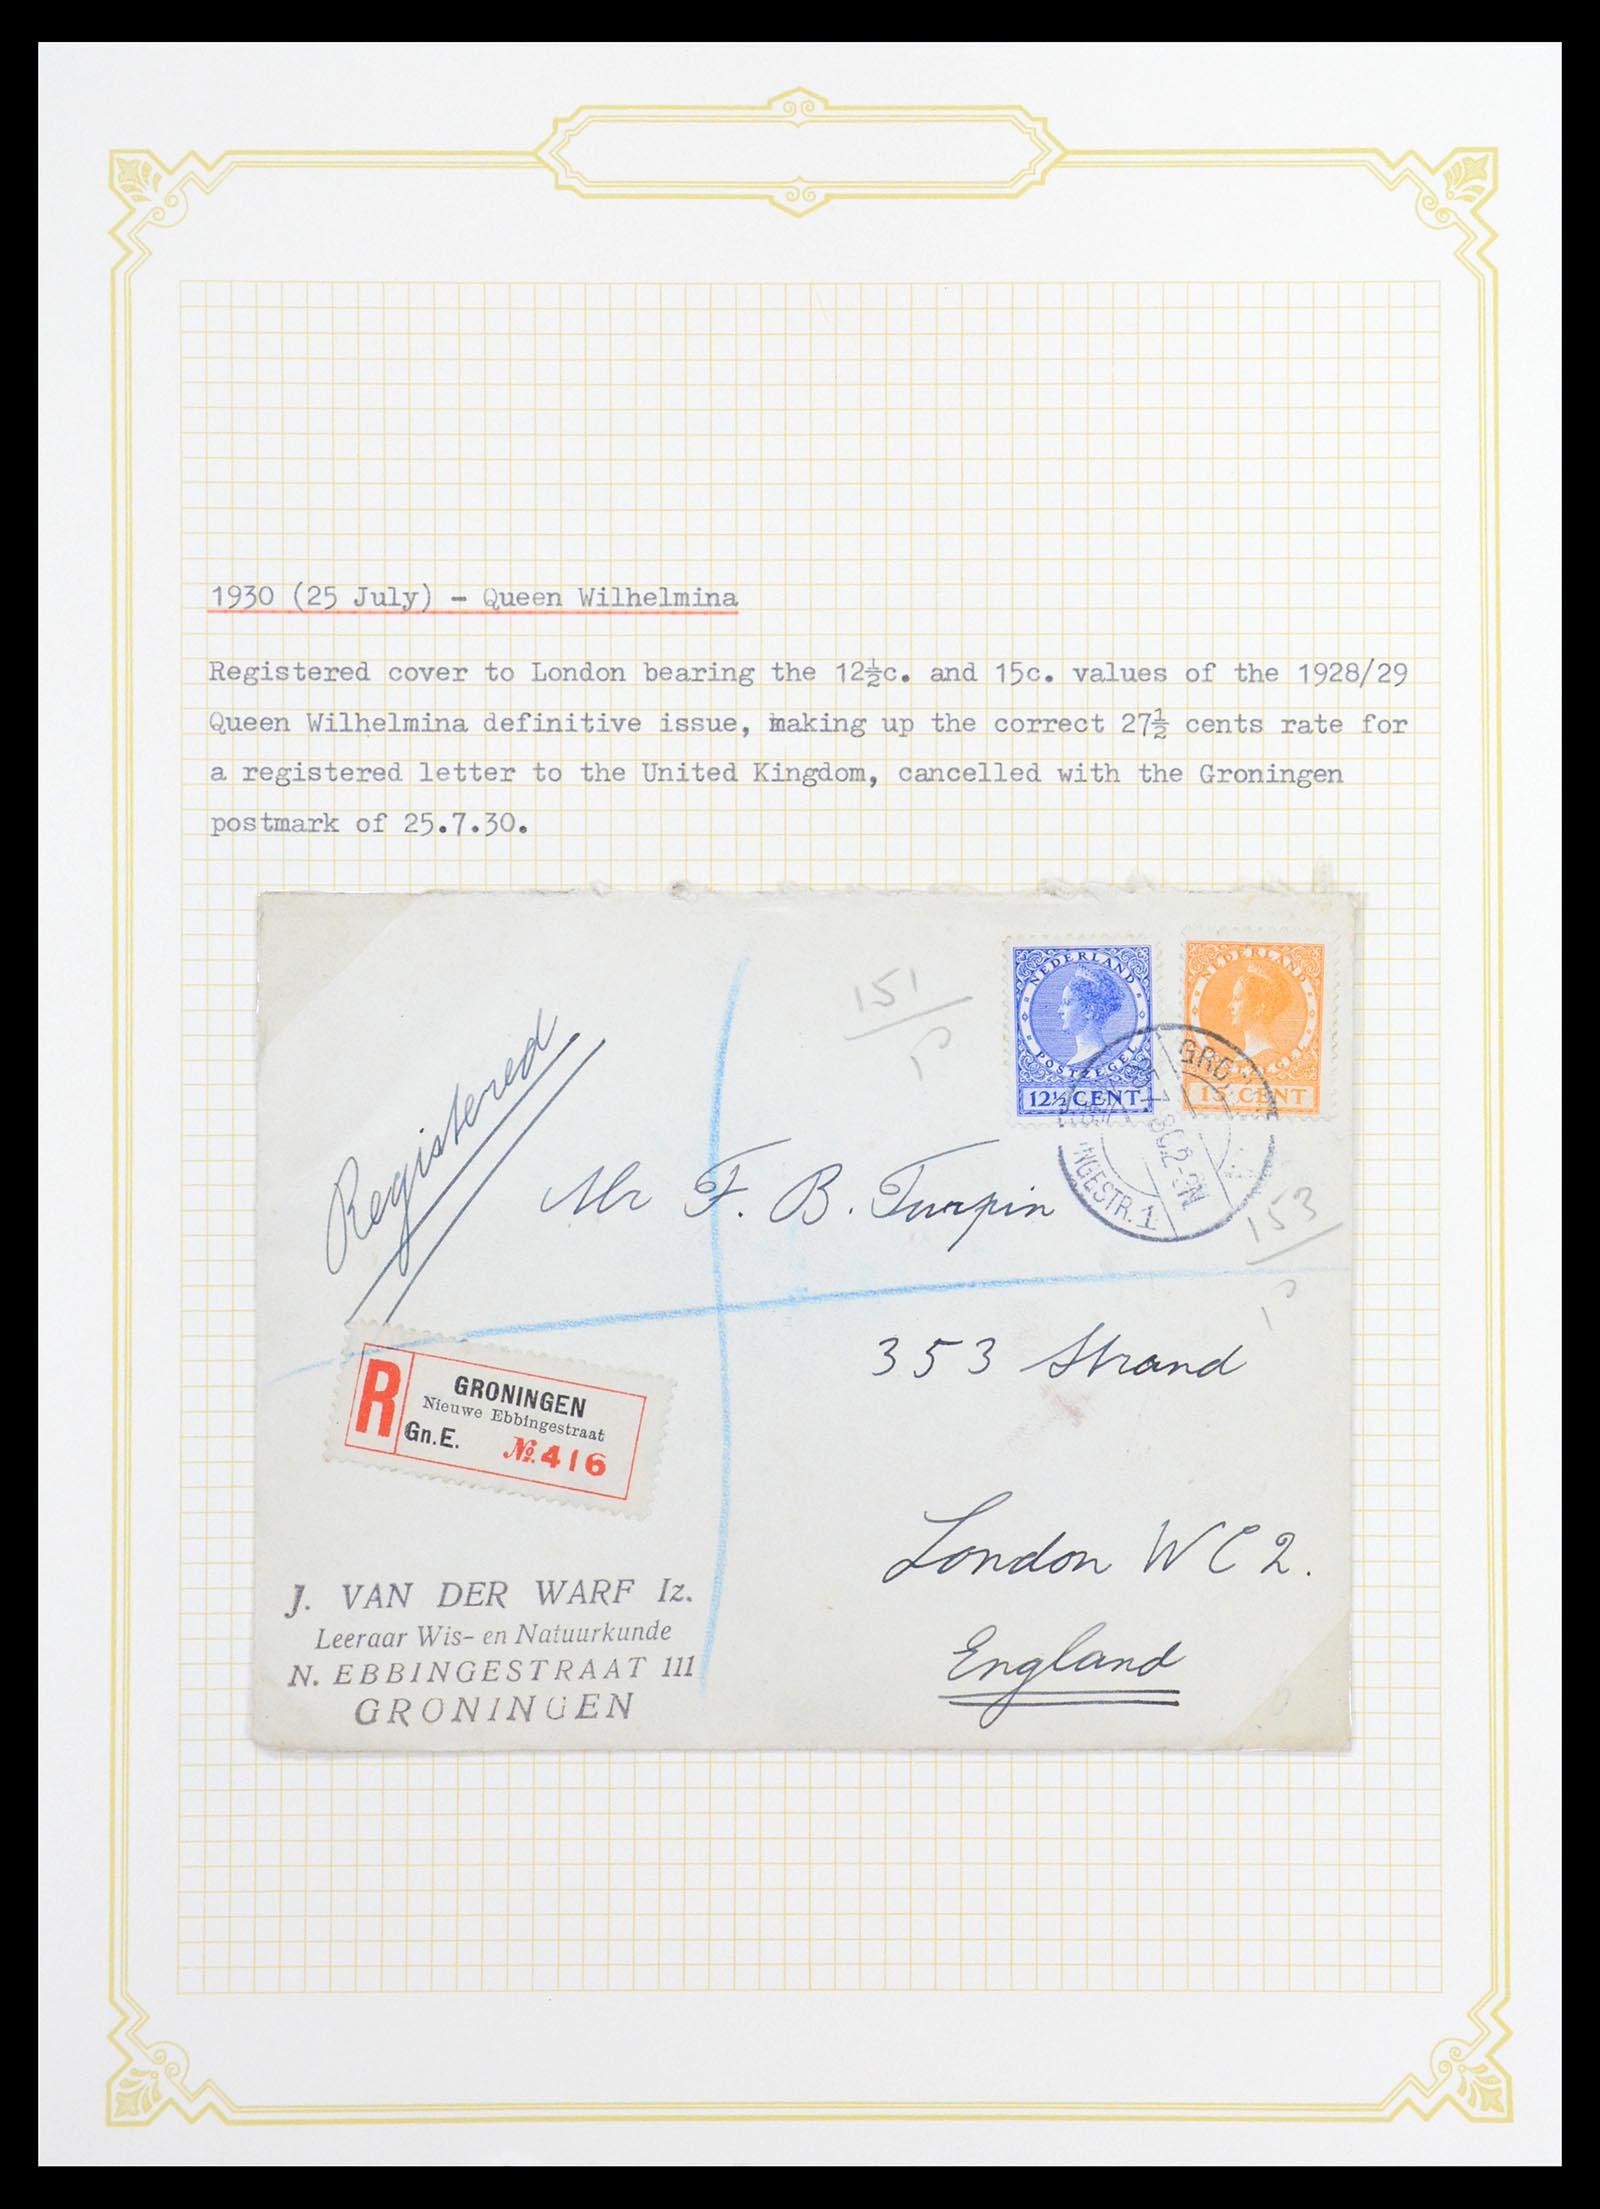 1930 (25 July) - Queen Wilhelmina
Registered cover to London bearing the 12½c. and 15c. values of the 1928/29
Queen Wilhelmina definitive issue, making up the correct 27½ cents rate for
a registered letter to the United Kingdom, cancelled with the Groningen
postmark of 25.7.30.
151
NEDERLAND
POSTZEGEL
12½ CENT
NEDERLAND
15 CENT
NGESTR. 1
Registered
Mr F. B. Turpin
153
353 Strand
R
GRONINGEN
Nieuwe Ebbingestraat
Gn.E. № 416
London WC2.
England
J. VAN DER WARF Iz.
Leeraar Wis- en Natuurkunde
N. EBBINGESTRAAT 111
GRONINGEN